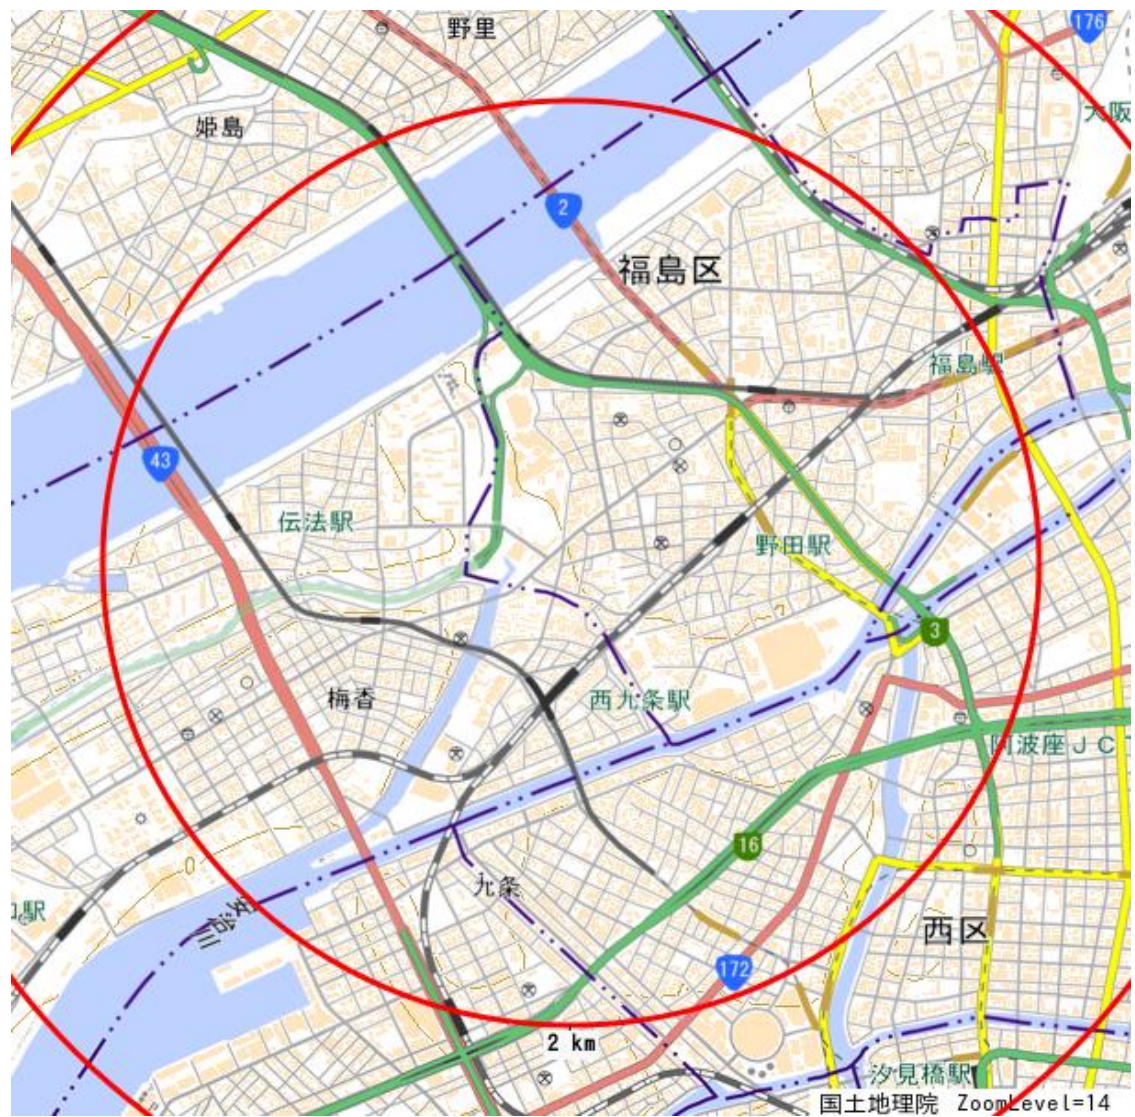 野里
176
大阪
姫島
2
福島区
福島駅
43
伝法駅
野田駅
3
梅香
西九条駅
阿波座JCT
16
九条
駅
安治川
西区
172
2 km
汐見橋駅
国土地理院 ZoomLevel=14